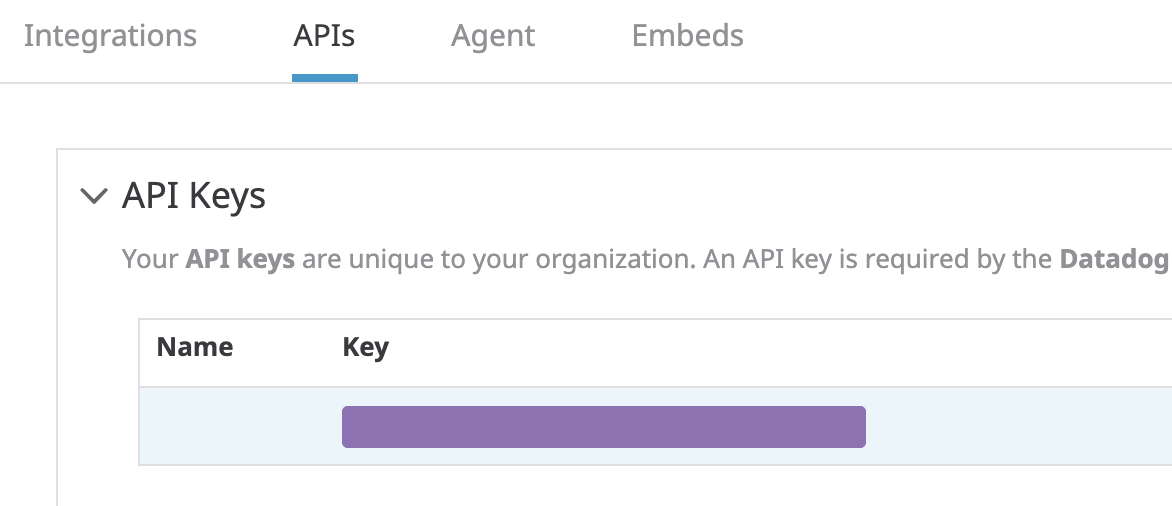 Integrations APIs Agent Embeds
API Keys
Your API keys are unique to your organization. An API key is required by the Datadog
Name Key